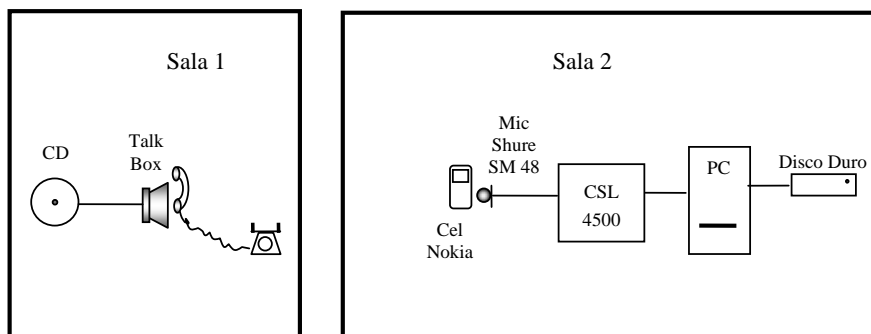 Sala 1
CD
Talk
Box
Sala 2
Cel
Nokia
Mic
Shure
SM 48
CSL
4500
PC
Disco Duro